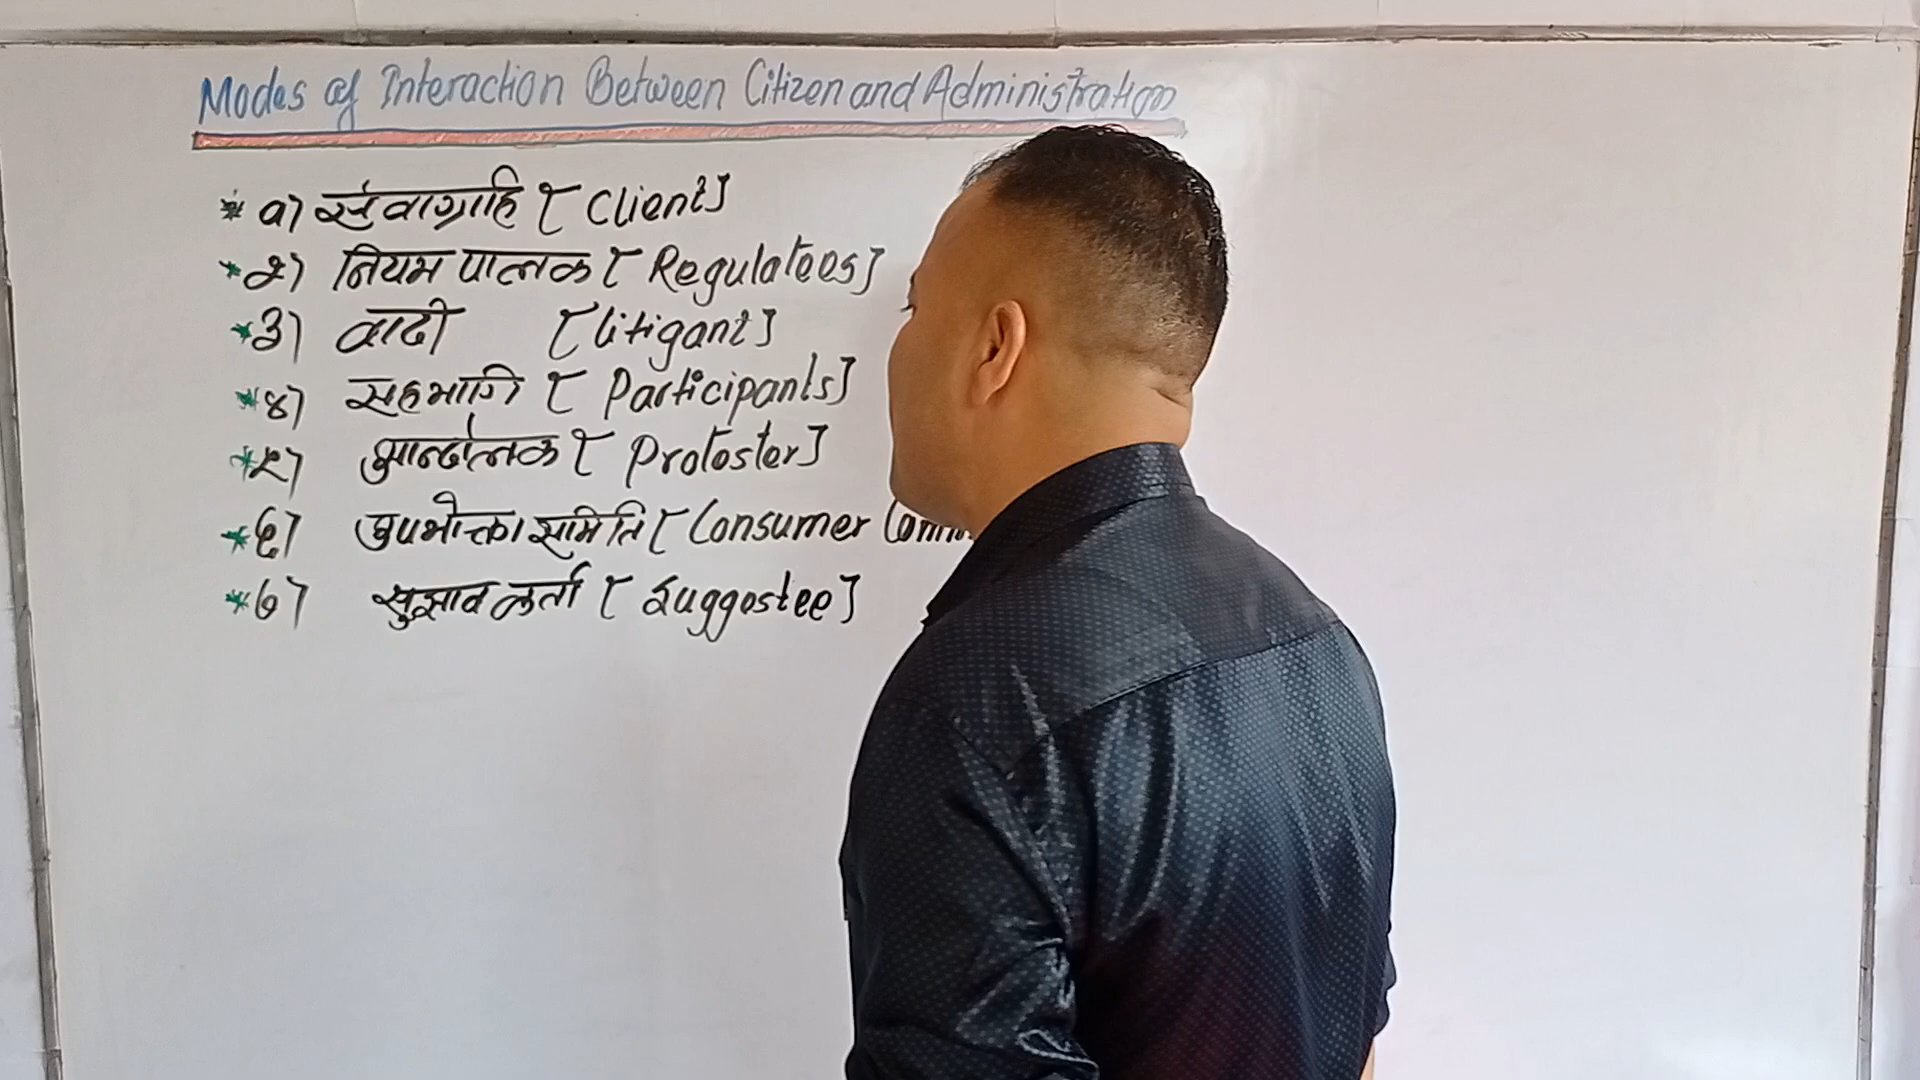 Modes of Interaction Between Citizen and Administration
* १) सेवाग्राहि [Client]
* २) नियम पालक [Regulatees]
* ३) वादी [Litigant]
* ४) सहभागि [Participants]
* ५) आन्दोलक [Protester]
* ६) उपभोक्ता समिति [Consumer
* ७) सुझाव कर्ता [Suggestee]